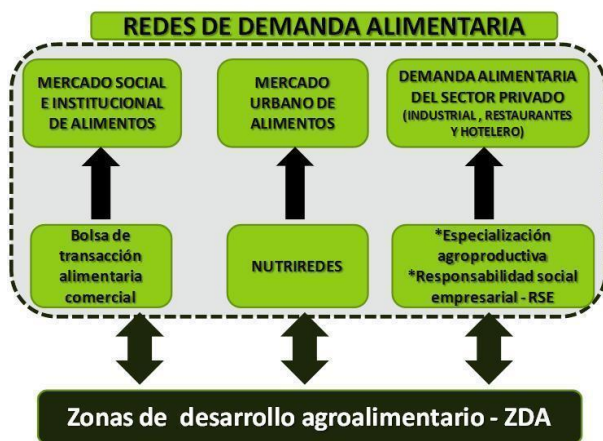 REDES DE DEMANDA ALIMENTARIA
MERCADO SOCIAL
E INSTITUCIONAL
DE ALIMENTOS
MERCADO
URBANO DE
ALIMENTOS
DEMANDA ALIMENTARIA
DEL SECTOR PRIVADO
(INDUSTRIAL , RESTAURANTES
Y HOTELERO)
Bolsa de
transacción
alimentaria
comercial
NUTRIREDES
*Especialización
agroproductiva
*Responsabilidad social
empresarial - RSE
Zonas de desarrollo agroalimentario - ZDA